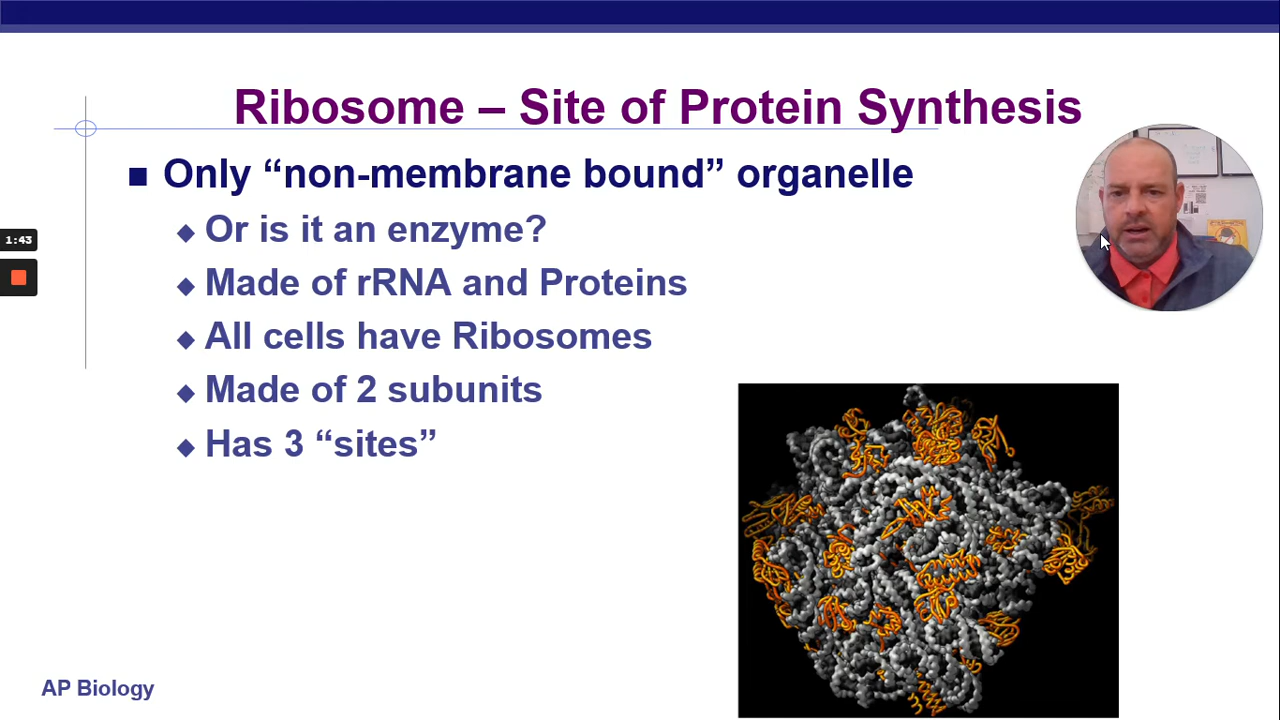 Ribosome – Site of Protein Synthesis
Only “non-membrane bound” organelle
Or is it an enzyme?
Made of rRNA and Proteins
All cells have Ribosomes
Made of 2 subunits
Has 3 “sites”
1:43
AP Biology